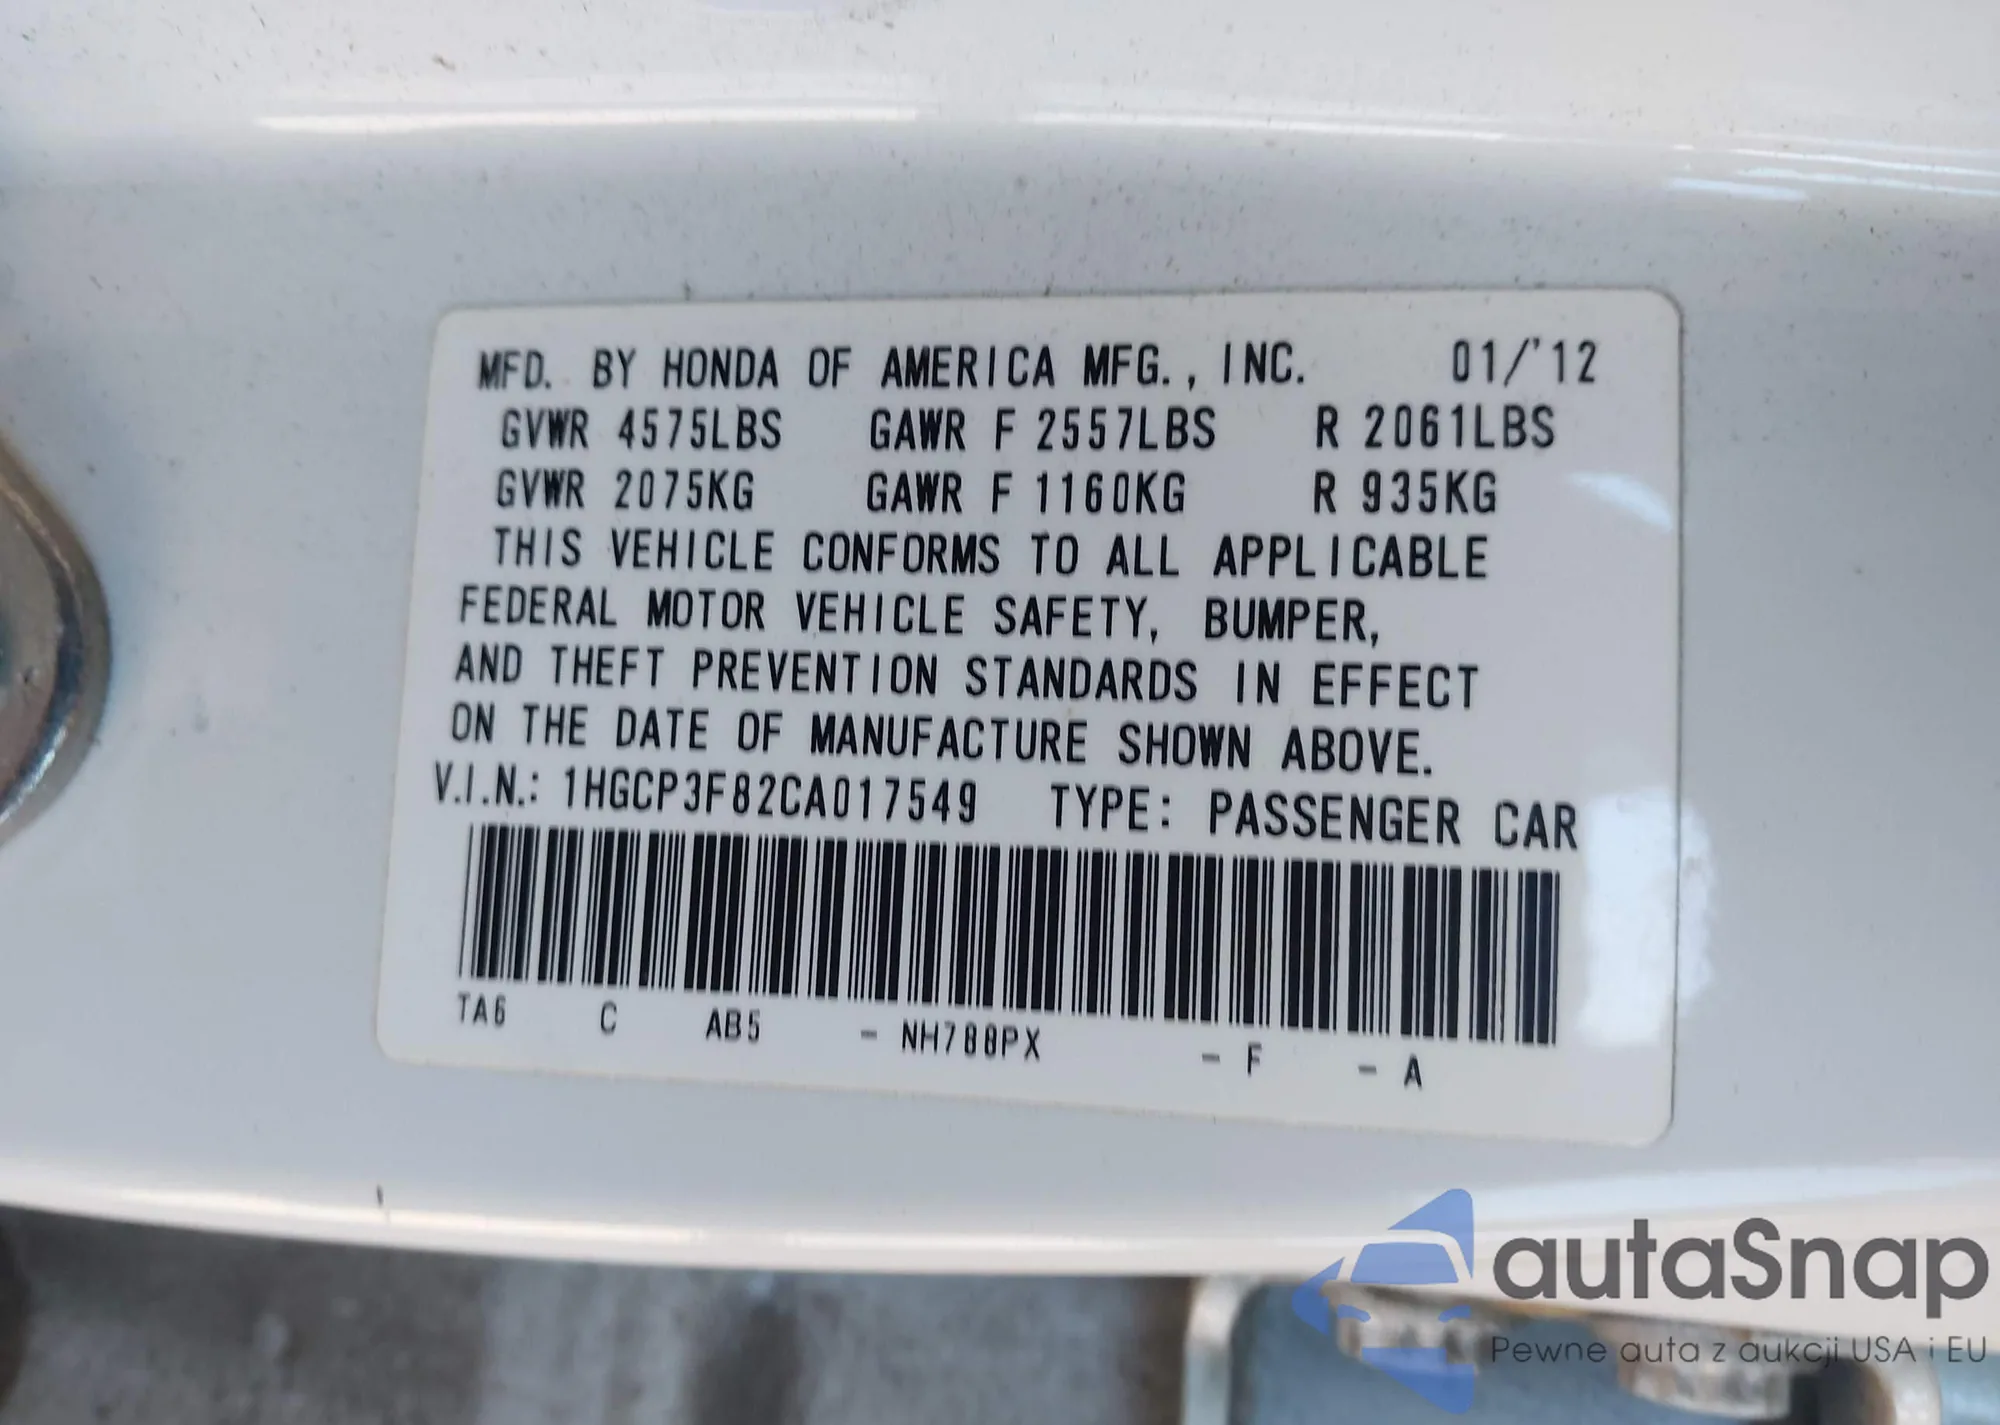 MFD. BY HONDA OF AMERICA MFG., INC. 01/'12
GVWR 4575LBS GAWR F 2557LBS R 2061LBS
GVWR 2075KG GAWR F 1160KG R 935KG
THIS VEHICLE CONFORMS TO ALL APPLICABLE
FEDERAL MOTOR VEHICLE SAFETY, BUMPER,
AND THEFT PREVENTION STANDARDS IN EFFECT
ON THE DATE OF MANUFACTURE SHOWN ABOVE.
V.I.N.: 1HGCP3F82CA017549 TYPE: PASSENGER CAR
TA6 C AB5 - NH788PX - F - A
autaSnap
Pewne auta z aukcji USA i EU